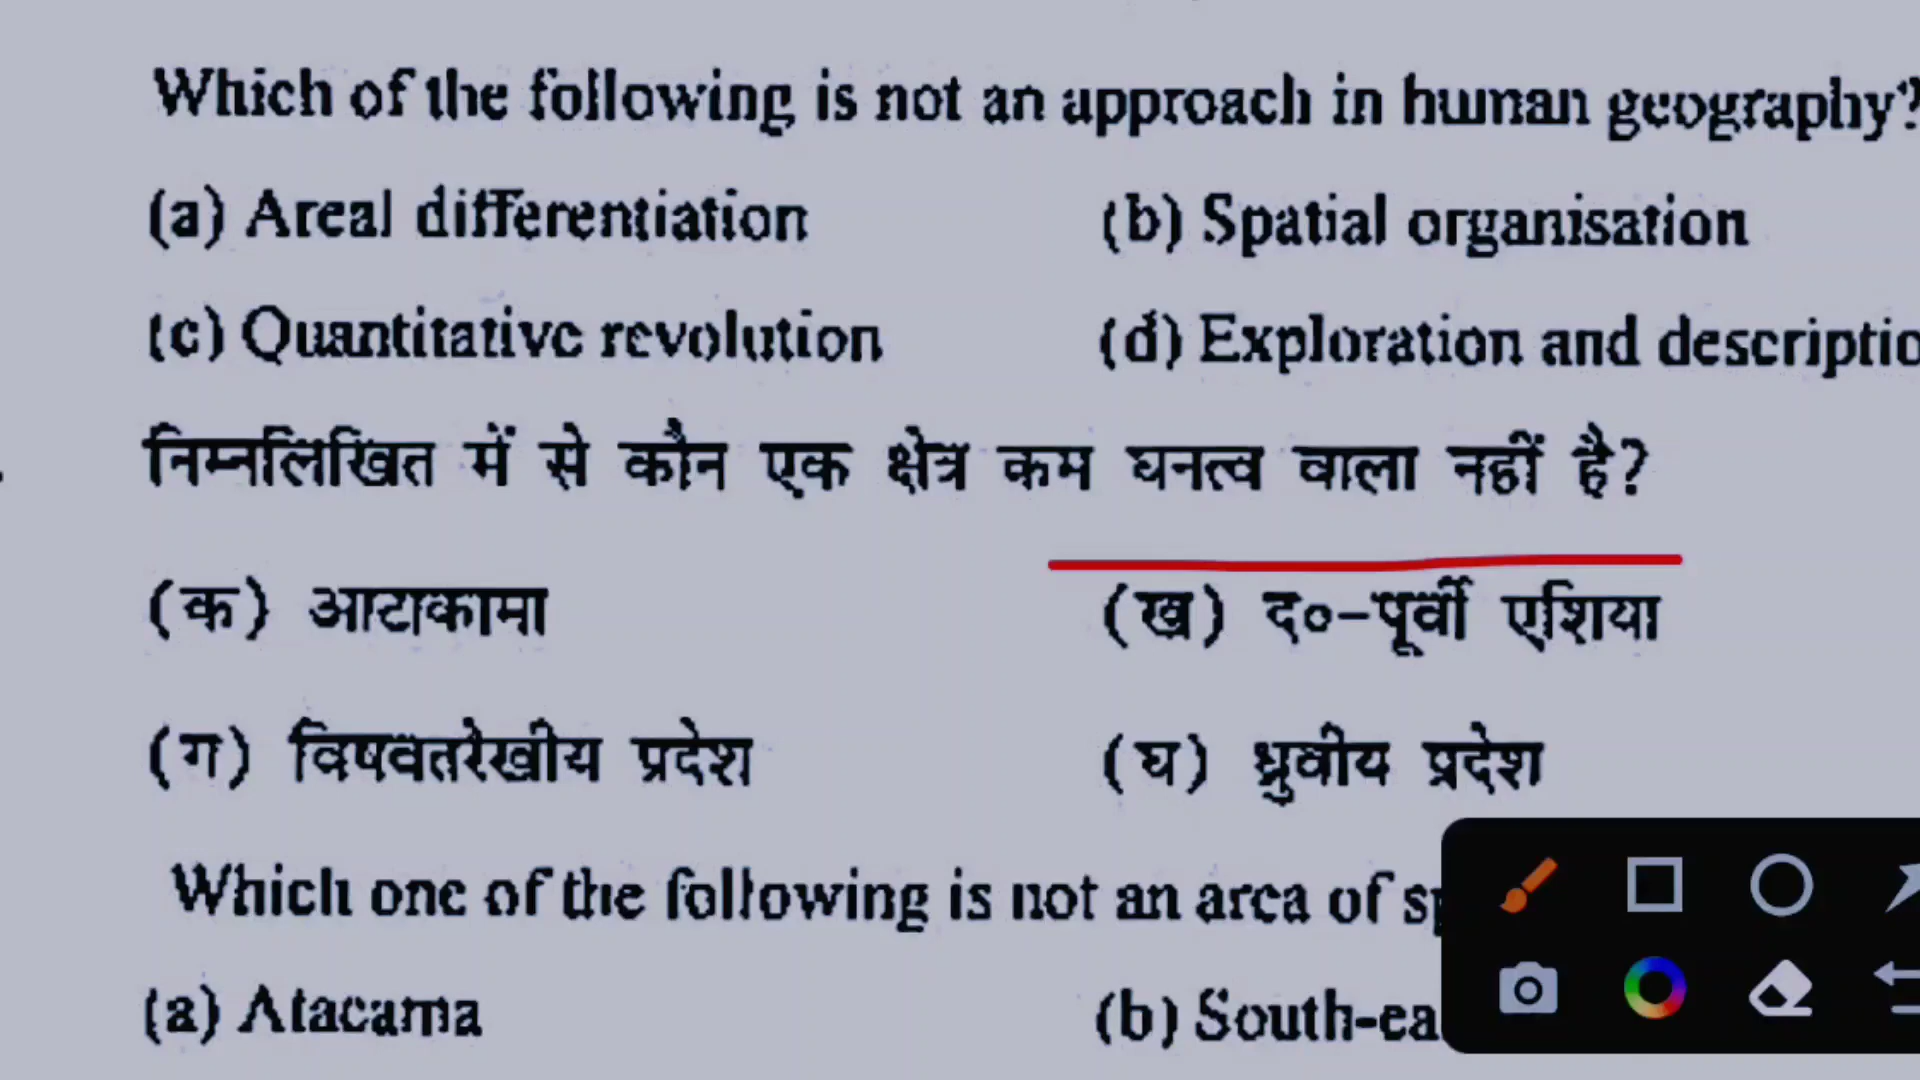 Which of the following is not an approach in human geography?
(a) Areal differentiation (b) Spatial organisation
(c) Quantitative revolution (d) Exploration and descriptio
निम्नलिखित में से कौन एक क्षेत्र कम घनत्व वाला नहीं है?
(क) आटाकामा (ख) द०-पूर्वी एशिया
(ग) विषवतरेखीय प्रदेश (घ) ध्रुवीय प्रदेश
Which one of the following is not an area of sp
(a) Atacama (b) South-ea